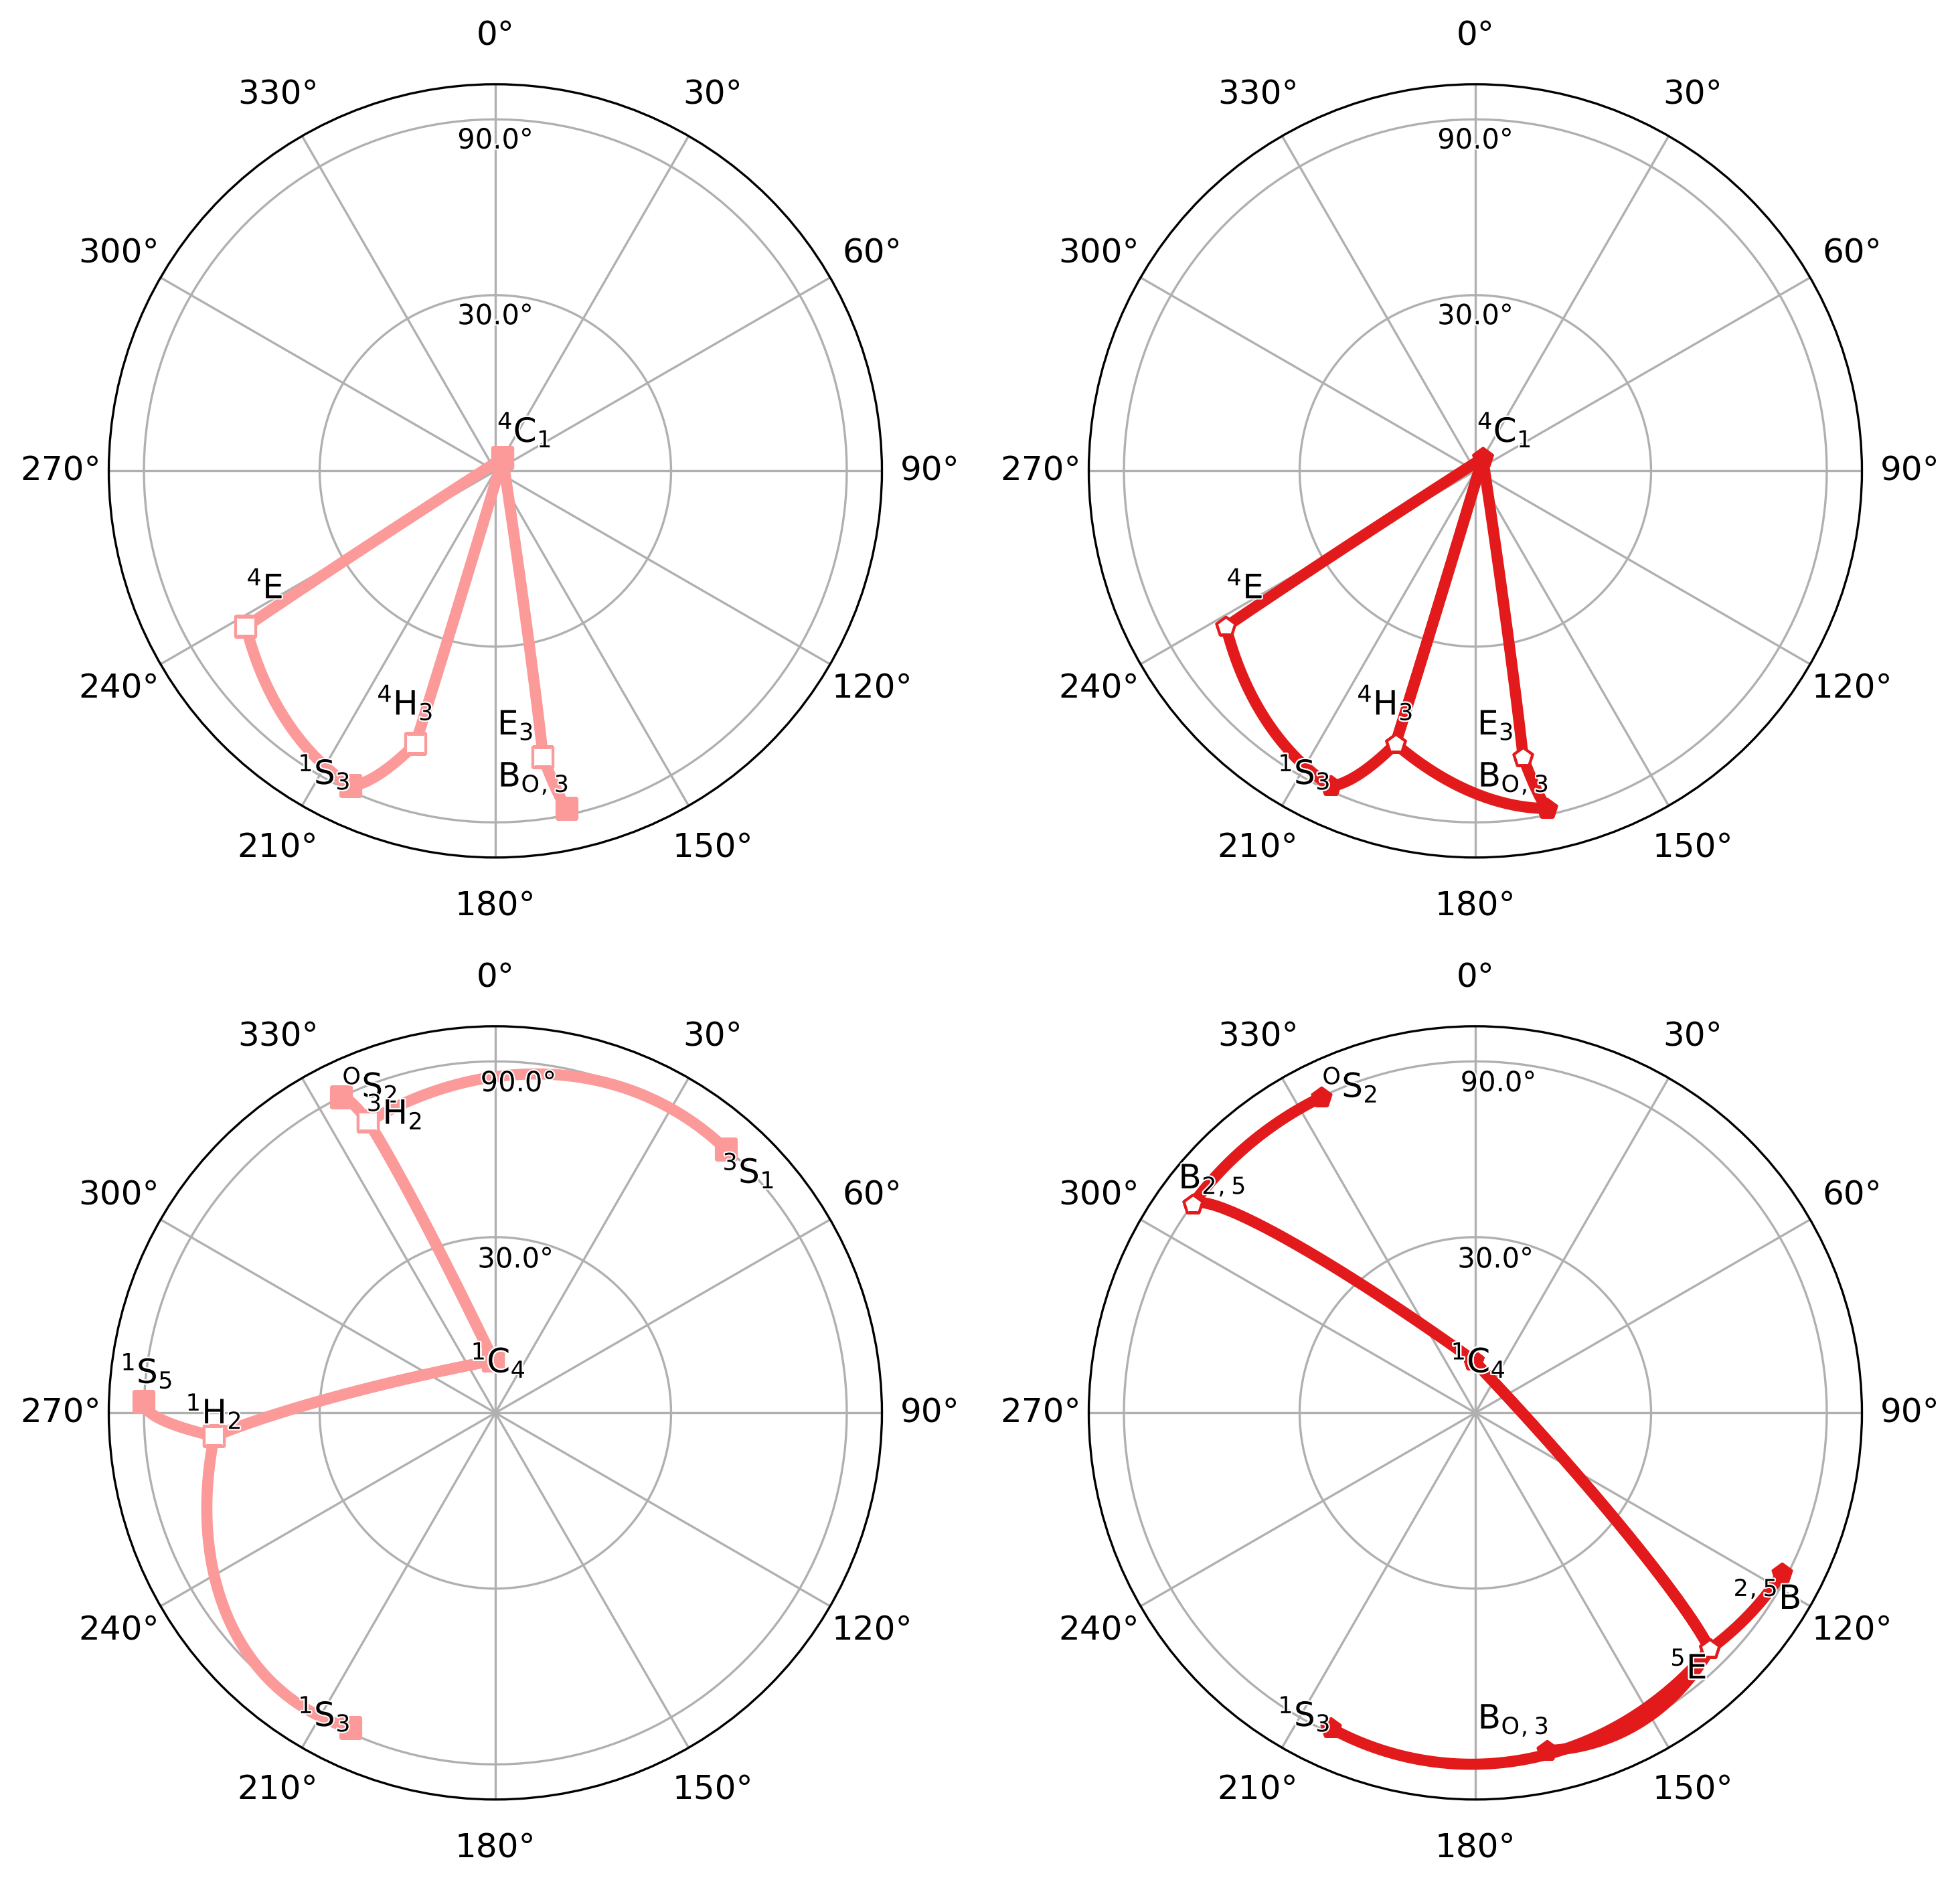 0° 0°
330° 30° 330° 30°
90.0° 90.0°
300° 60° 300° 60°
30.0° 30.0°
⁴C₁ ⁴C₁
270° 90° 270° 90°
⁴E ⁴E
240° 120° 240° 120°
⁴H₃ ⁴H₃
E₃ E₃
¹S₃ B_O,3 ¹S₃ B_O,3
210° 150° 210° 150°
180° 180°
0° 0°
330° 30° 330° 30°
ᴼS₂ 90.0° ᴼS₂ 90.0°
³H₂
³S₁ B₂,₅
300° 60° 300° 60°
30.0° 30.0°
¹C₄ ¹C₄
¹S₅
¹H₂
270° 90° 270° 90°
²,⁵B
240° 120° 240° 120°
⁵E
¹S₃ ¹S₃ B_O,3
210° 150° 210° 150°
180° 180°